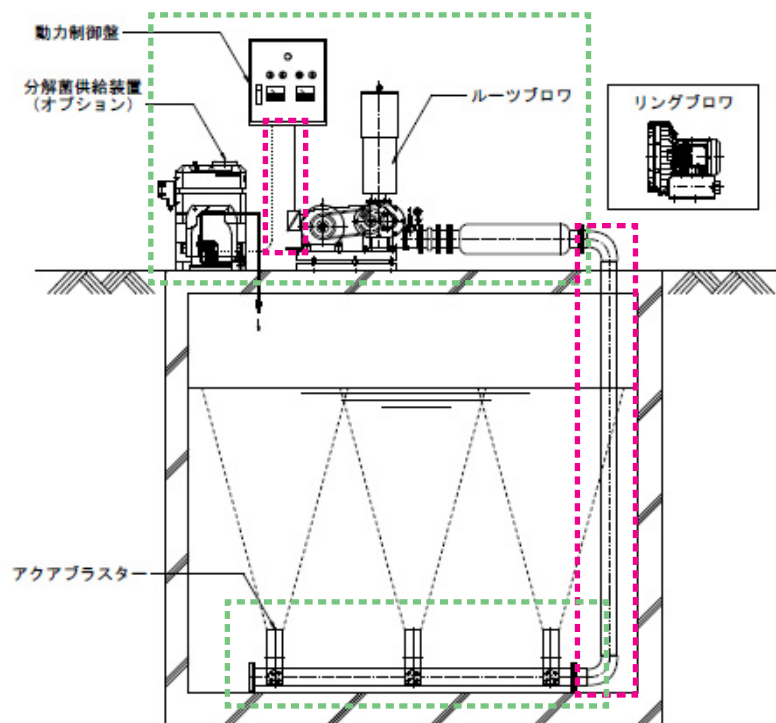 動力制御盤
分解菌供給装置
（オプション）
ルーツブロワ
リングブロワ
アクアブラスター